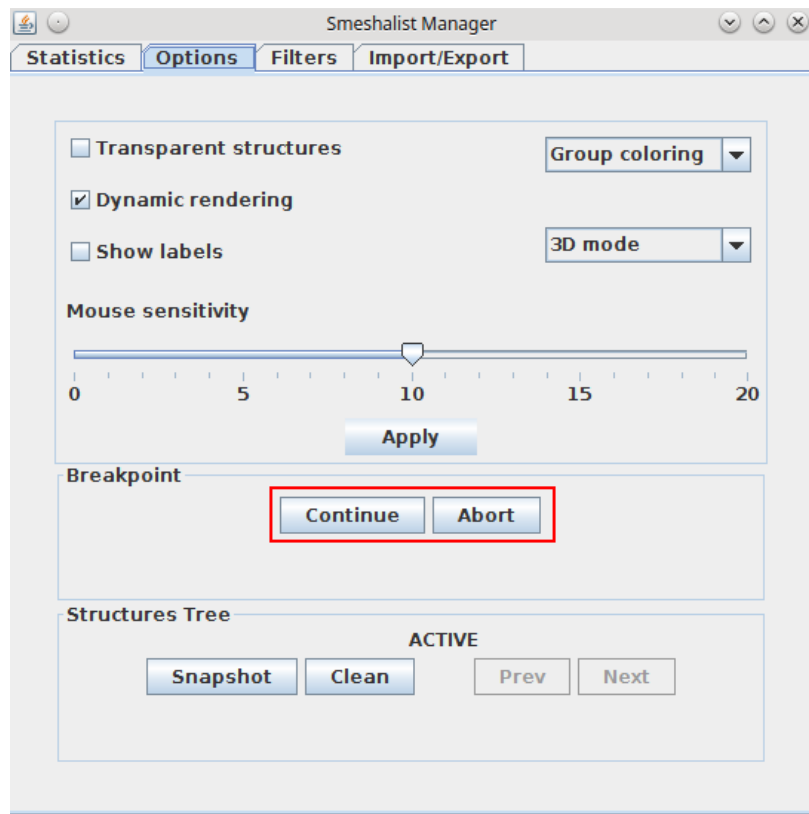 Smeshalist Manager
Statistics Options Filters Import/Export
Transparent structures Group coloring
Dynamic rendering
Show labels 3D mode
Mouse sensitivity
0 5 10 15 20
Apply
Breakpoint
Continue Abort
Structures Tree
ACTIVE
Snapshot Clean Prev Next